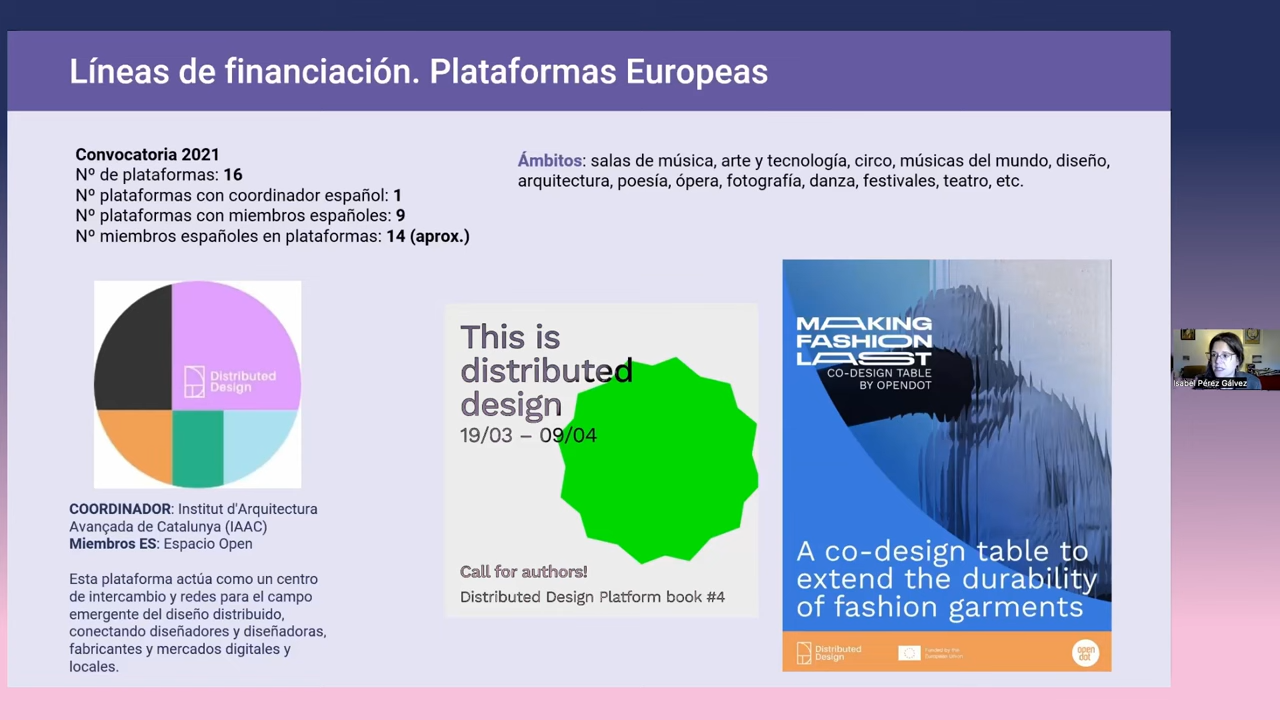 Líneas de financiación. Plataformas Europeas
Convocatoria 2021
Nº de plataformas: 16
Nº plataformas con coordinador español: 1
Nº plataformas con miembros españoles: 9
Nº miembros españoles en plataformas: 14 (aprox.)
Ámbitos: salas de música, arte y tecnología, circo, músicas del mundo, diseño,
arquitectura, poesía, ópera, fotografía, danza, festivales, teatro, etc.
Distributed
Design
COORDINADOR: Institut d'Arquitectura
Avançada de Catalunya (IAAC)
Miembros ES: Espacio Open
Esta plataforma actúa como un centro
de intercambio y redes para el campo
emergente del diseño distribuido,
conectando diseñadores y diseñadoras,
fabricantes y mercados digitales y
locales.
This is
distributed
design
19/03 – 09/04
Call for authors!
Distributed Design Platform book #4
MAKING
FASHION
LAST
CO-DESIGN TABLE
BY OPENDOT
A co-design table to
extend the durability
of fashion garments
Distributed
Design
Funded by the
European Union
open
dot
Isabel Pérez Gálvez